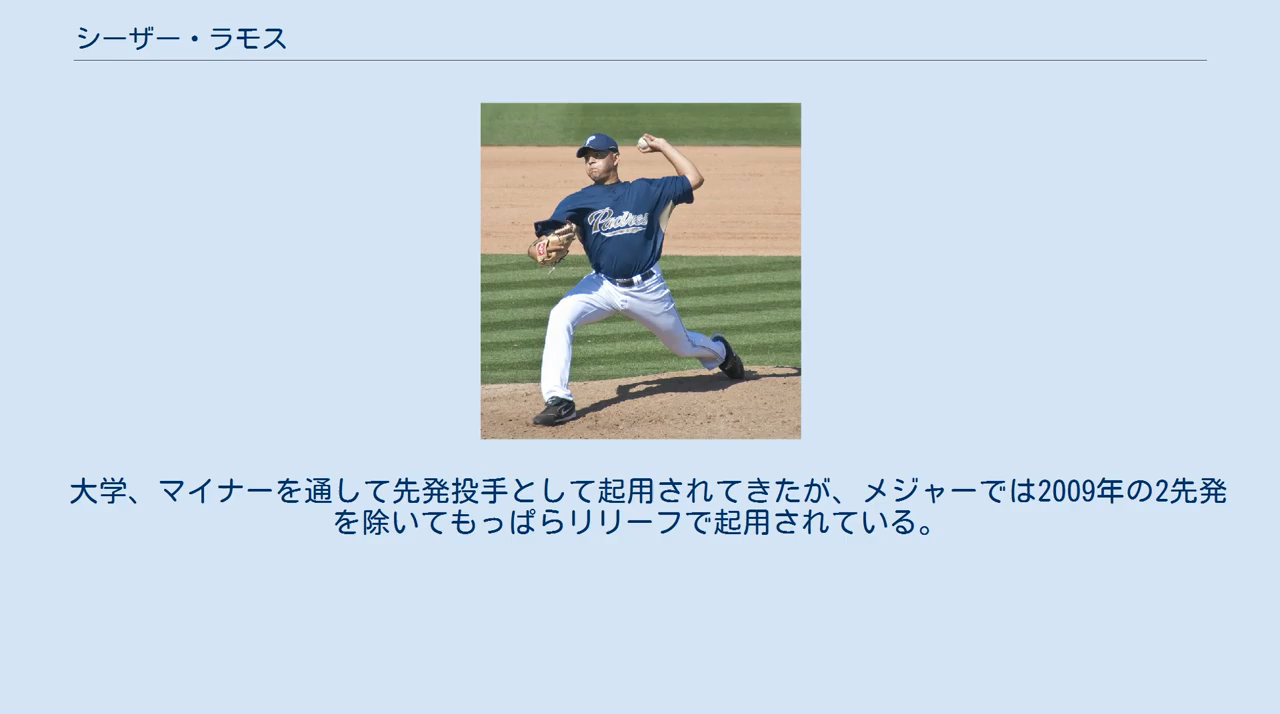 シーザー・ラモス
Padres
大学、マイナーを通して先発投手として起用されてきたが、メジャーでは2009年の2先発
を除いてもっぱらリリーフで起用されている。